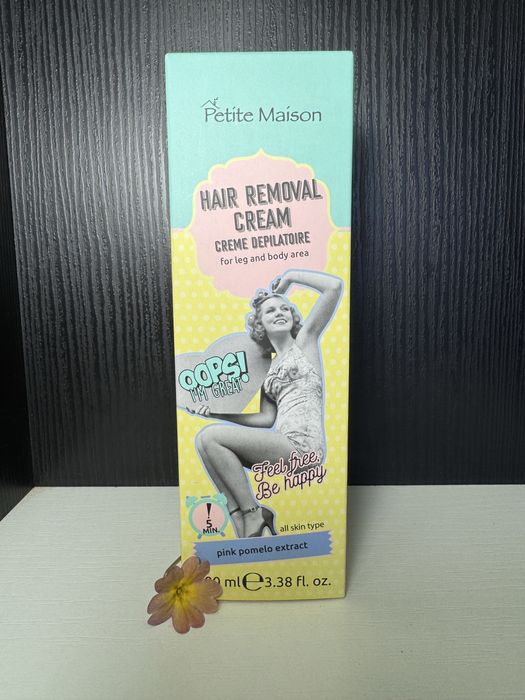 Petite Maison
HAIR REMOVAL
CREAM
CREME DEPILATOIRE
for leg and body area
OOPS!
I'M GREAT
Feel free,
Be happy
!
5
MIN.
all skin type
pink pomelo extract
ml e 3.38 fl. oz.